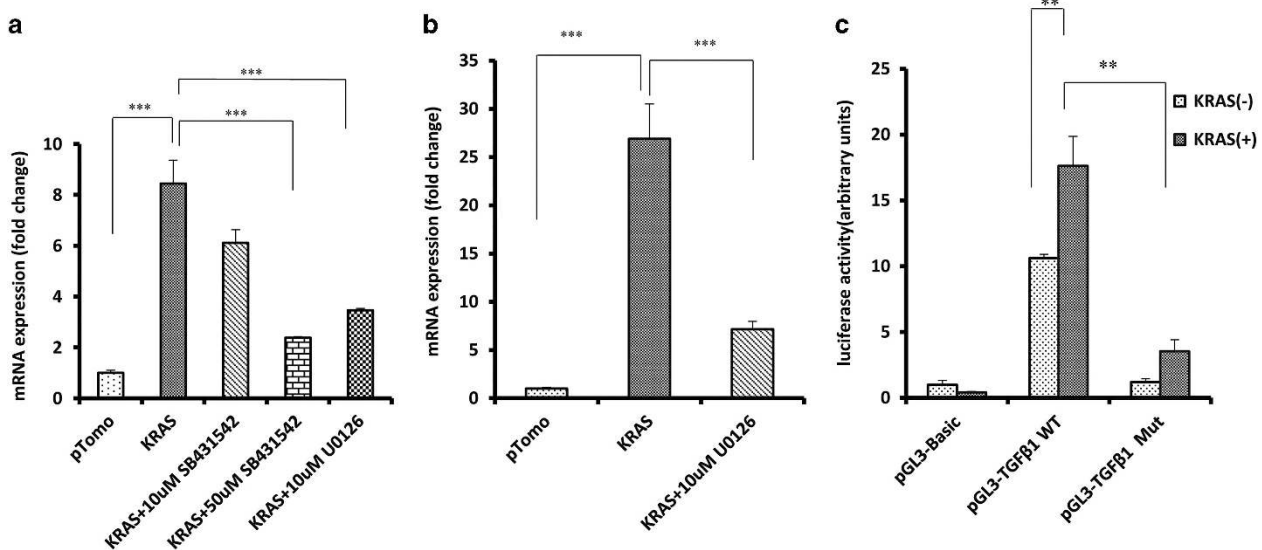 a
mRNA expression (fold change)
10
8
6
4
2
0
***
***
***
pTomo
KRAS
KRAS+10uM SB431542
KRAS+50uM SB431542
KRAS+10uM U0126
b
mRNA expression (fold change)
35
30
25
20
15
10
5
0
***
***
pTomo
KRAS
KRAS+10uM U0126
c
luciferase activity(arbitrary units)
25
20
15
10
5
0
**
**
KRAS(-)
KRAS(+)
pGL3-Basic
pGL3-TGFβ1 WT
pGL3-TGFβ1 Mut